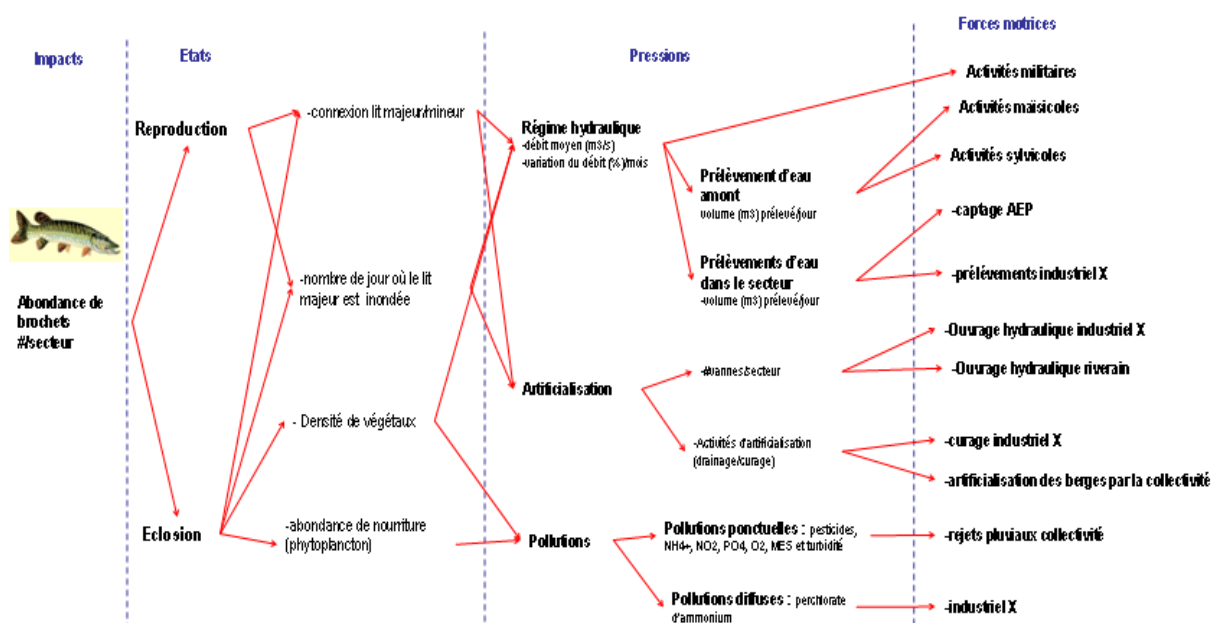 Impacts
Etats
Pressions
Forces motrices
Abondance de
brochets
#/secteur
Reproduction
Eclosion
-connexion lit majeur/mineur
-nombre de jour où le lit
majeur est inondée
- Densité de végétaux
-abondance de nourriture
(phytoplancton)
Régime hydraulique
-débit moyen (m3/s)
-variation du débit (%)/mois
Artificialisation
Pollutions
Prélèvement d'eau
amont
volume (m3) prélevé/jour
Prélèvements d'eau
dans le secteur
-volume (m3) prélevé/jour
-#vannes/secteur
-Activités d'artificialisation
(drainage/curage)
Pollutions ponctuelles : pesticides,
NH4+, NO2, PO4, O2, MES et turbidité
Pollutions diffuses : perchlorate
d'ammonium
Activités militaires
Activités maïsicoles
Activités sylvicoles
-captage AEP
-prélévements industriel X
-Ouvrage hydraulique industriel X
-Ouvrage hydraulique riverain
-curage industriel X
-artificialisation des berges par la collectivité
-rejets pluviaux collectivité
-industriel X